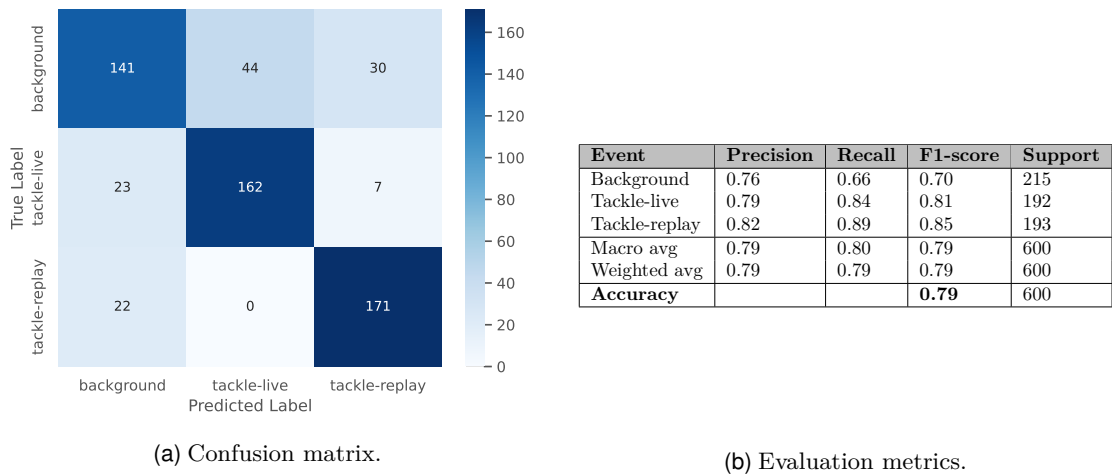 160
140
120
100
80
60
40
20
0
True Label
background
tackle-live
tackle-replay
141 44 30
23 162 7
22 0 171
background tackle-live tackle-replay
Predicted Label
(a) Confusion matrix.
Event Precision Recall F1-score Support
Background 0.76 0.66 0.70 215
Tackle-live 0.79 0.84 0.81 192
Tackle-replay 0.82 0.89 0.85 193
Macro avg 0.79 0.80 0.79 600
Weighted avg 0.79 0.79 0.79 600
Accuracy 0.79 600
(b) Evaluation metrics.